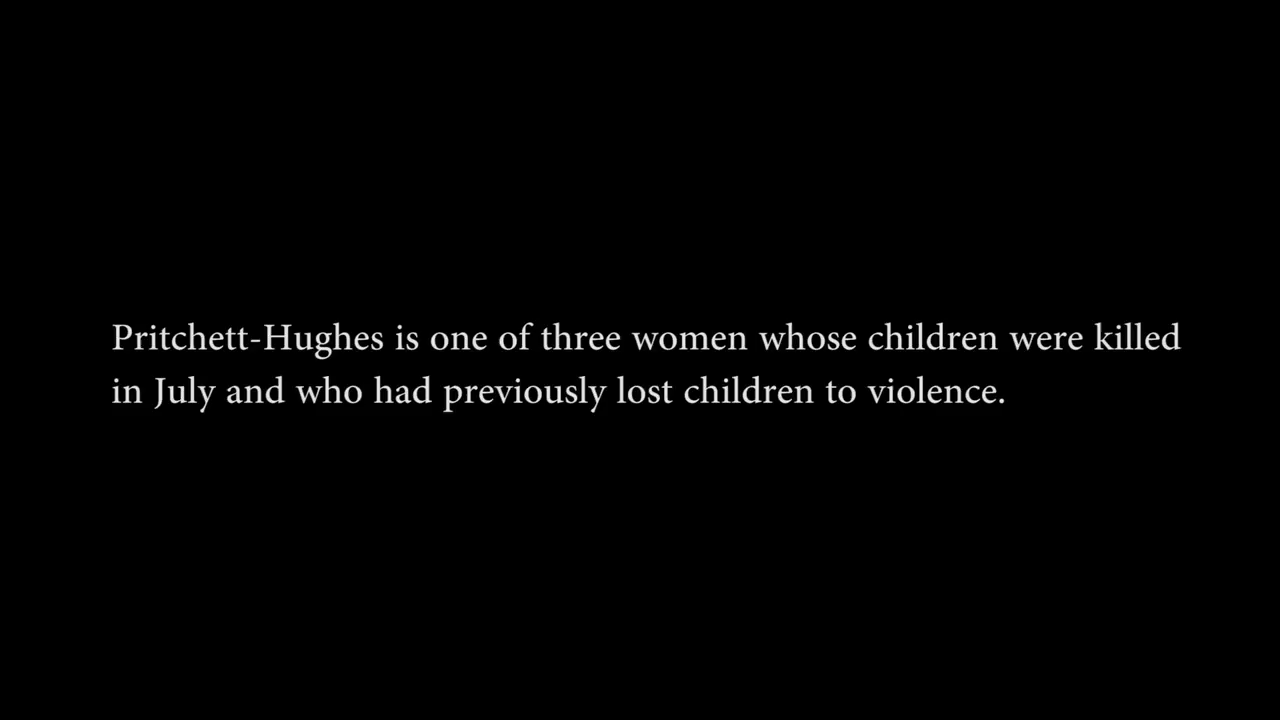 Pritchett-Hughes is one of three women whose children were killed
in July and who had previously lost children to violence.